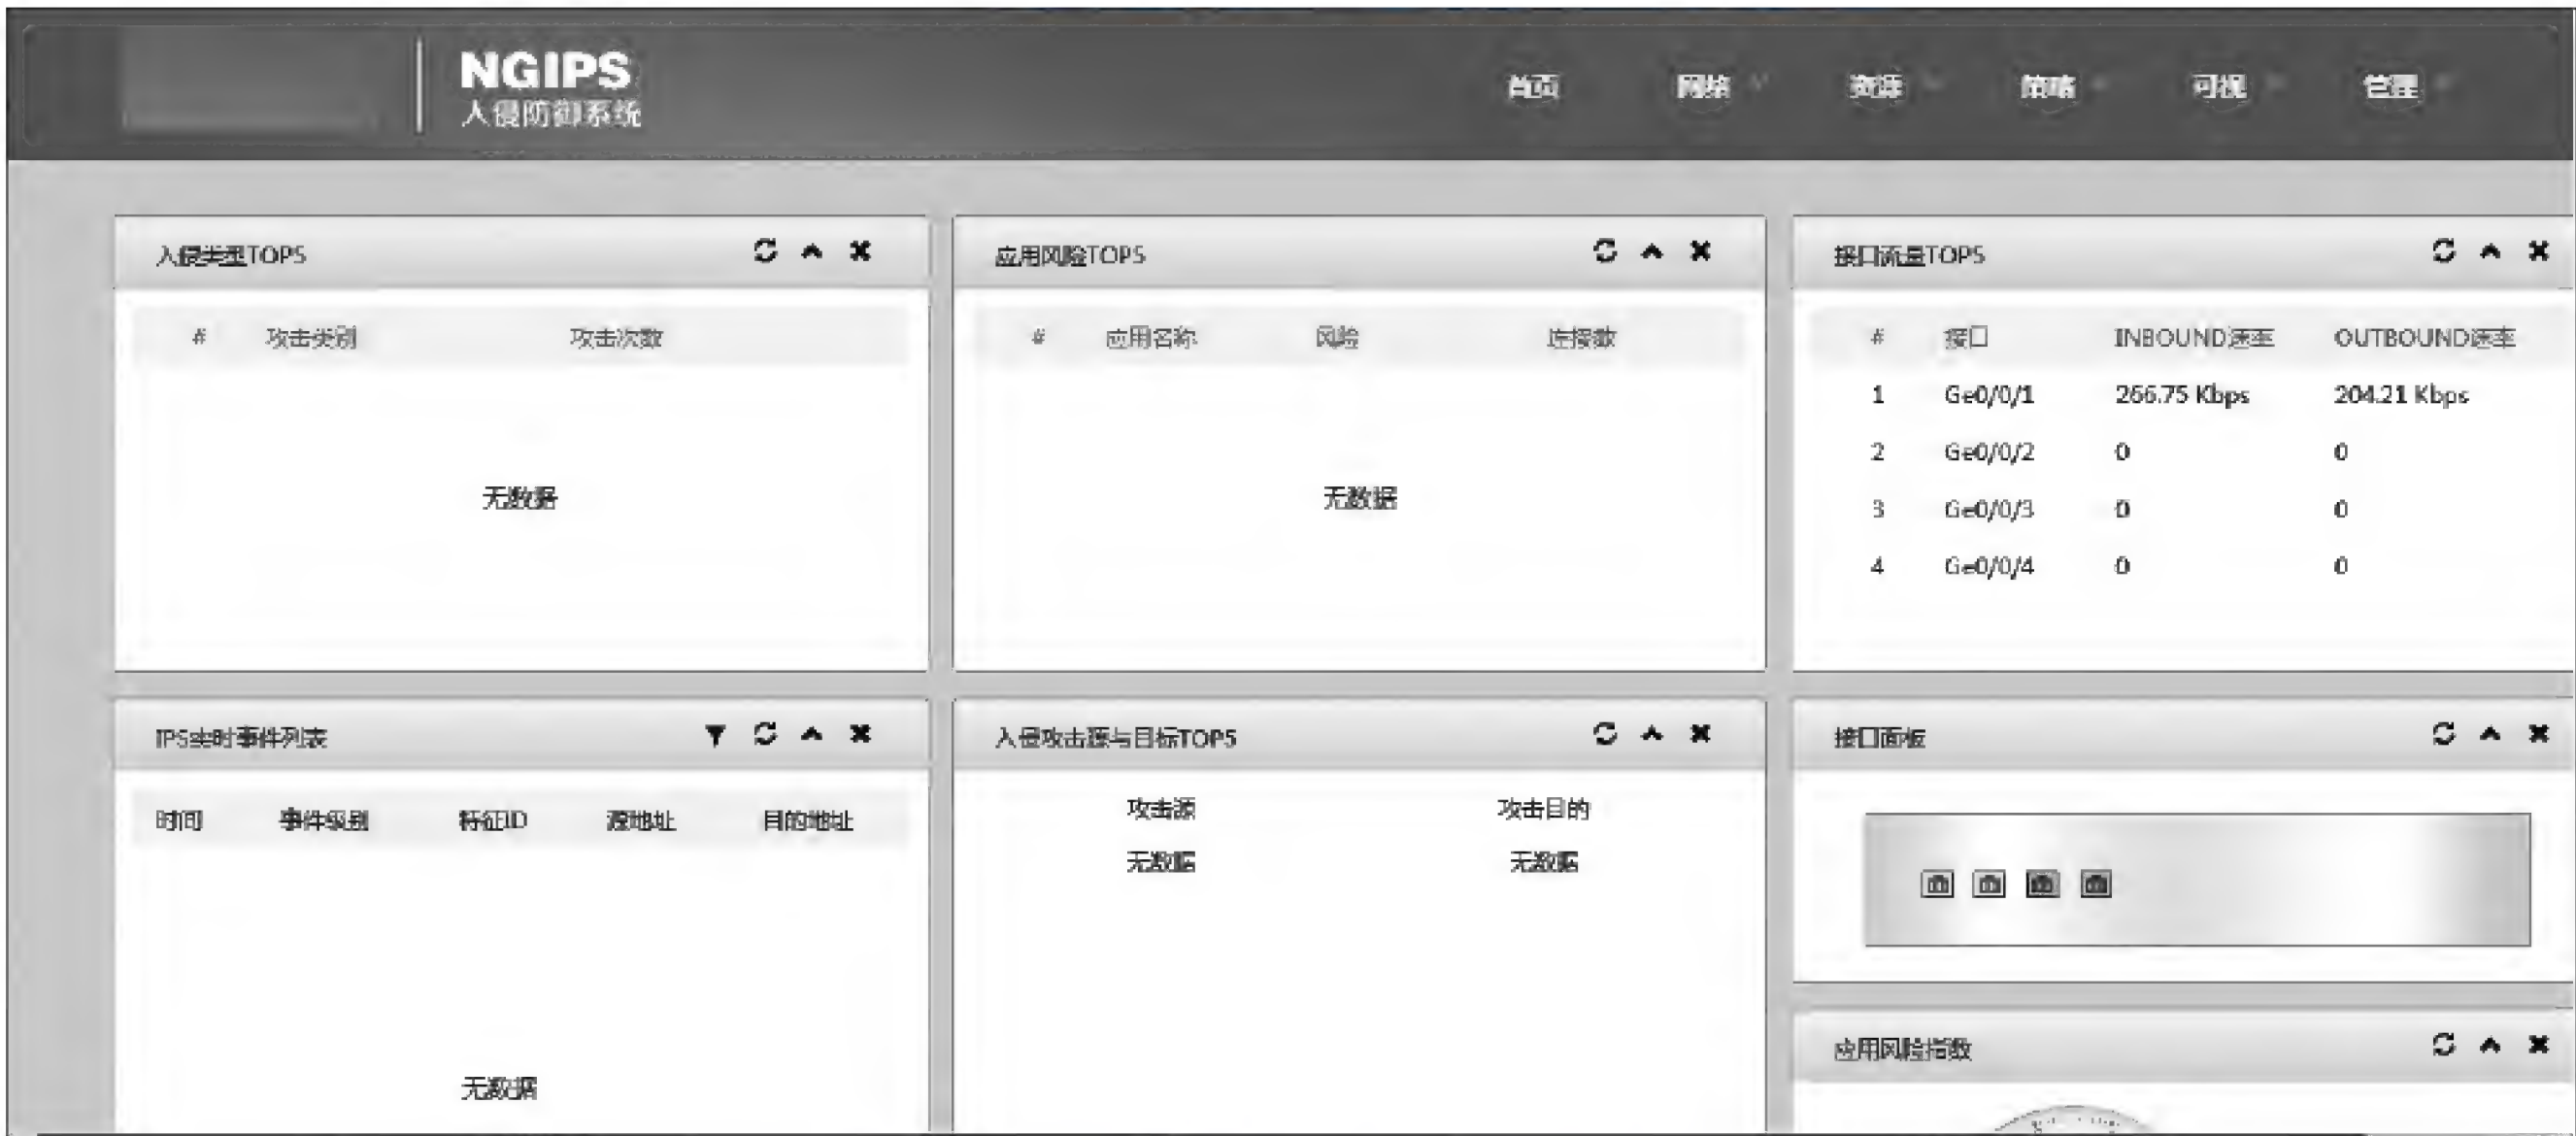 NGIPS
入侵防御系统
首页 网络 资源 策略 可视 管理
入侵类型TOP5
# 攻击类别 攻击次数
无数据
应用风险TOP5
# 应用名称 风险 连接数
无数据
接口流量TOP5
# 接口 INBOUND速率 OUTBOUND速率
1 Ge0/0/1 266.75 Kbps 204.21 Kbps
2 Ge0/0/2 0 0
3 Ge0/0/3 0 0
4 Ge0/0/4 0 0
IPS实时事件列表
时间 事件级别 特征ID 源地址 目的地址
无数据
入侵攻击源与目标TOP5
攻击源 攻击目的
无数据 无数据
接口面板
应用风险指数